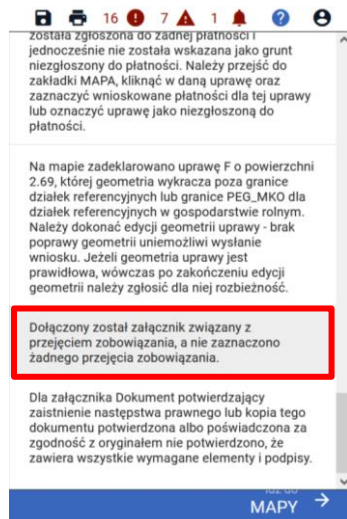 16 7 1
została zgłoszona do żadnej płatności i
jednocześnie nie została wskazana jako grunt
niezgłoszony do płatności. Należy przejść do
zakładki MAPA, kliknąć w daną uprawę oraz
zaznaczyć wnioskowane płatności dla tej uprawy
lub oznaczyć uprawę jako niezgłoszoną do
płatności.
Na mapie zadeklarowano uprawę F o powierzchni
2.69, której geometria wykracza poza granice
działek referencyjnych lub granice PEG_MKO dla
działek referencyjnych w gospodarstwie rolnym.
Należy dokonać edycji geometrii uprawy - brak
poprawy geometrii uniemożliwi wysłanie
wniosku. Jeżeli geometria uprawy jest
prawidłowa, wówczas po zakończeniu edycji
geometrii należy zgłosić dla niej rozbieżność.
Dołączony został załącznik związany z
przejęciem zobowiązania, a nie zaznaczono
żadnego przejęcia zobowiązania.
Dla załącznika Dokument potwierdzający
zaistnienie następstwa prawnego lub kopia tego
dokumentu potwierdzona albo poświadczona za
zgodność z oryginałem nie potwierdzono, że
zawiera wszystkie wymagane elementy i podpisy.
MAPY